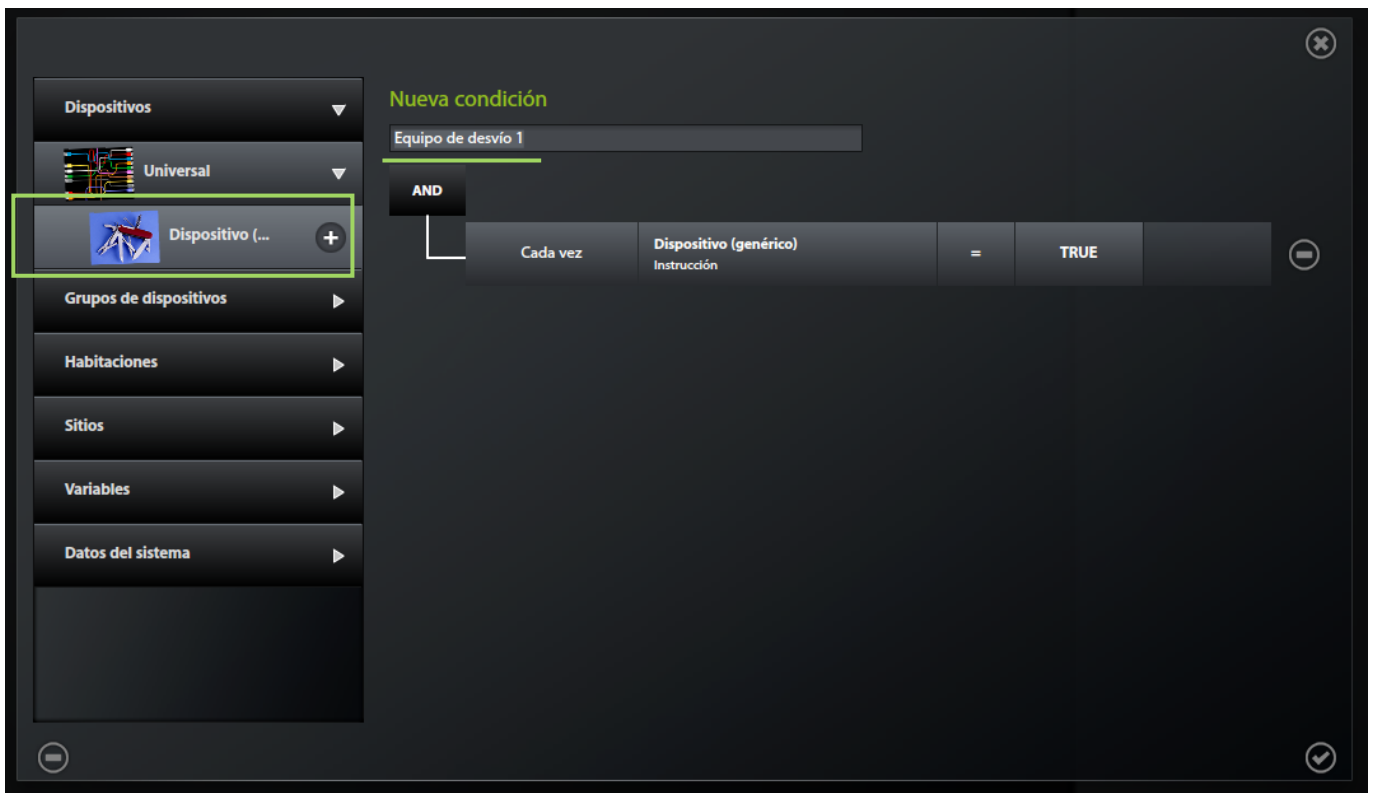 Dispositivos
Universal
Dispositivo (...
Grupos de dispositivos
Habitaciones
Sitios
Variables
Datos del sistema
Nueva condición
Equipo de desvío 1
AND
Cada vez
Dispositivo (genérico)
Instrucción
=
TRUE